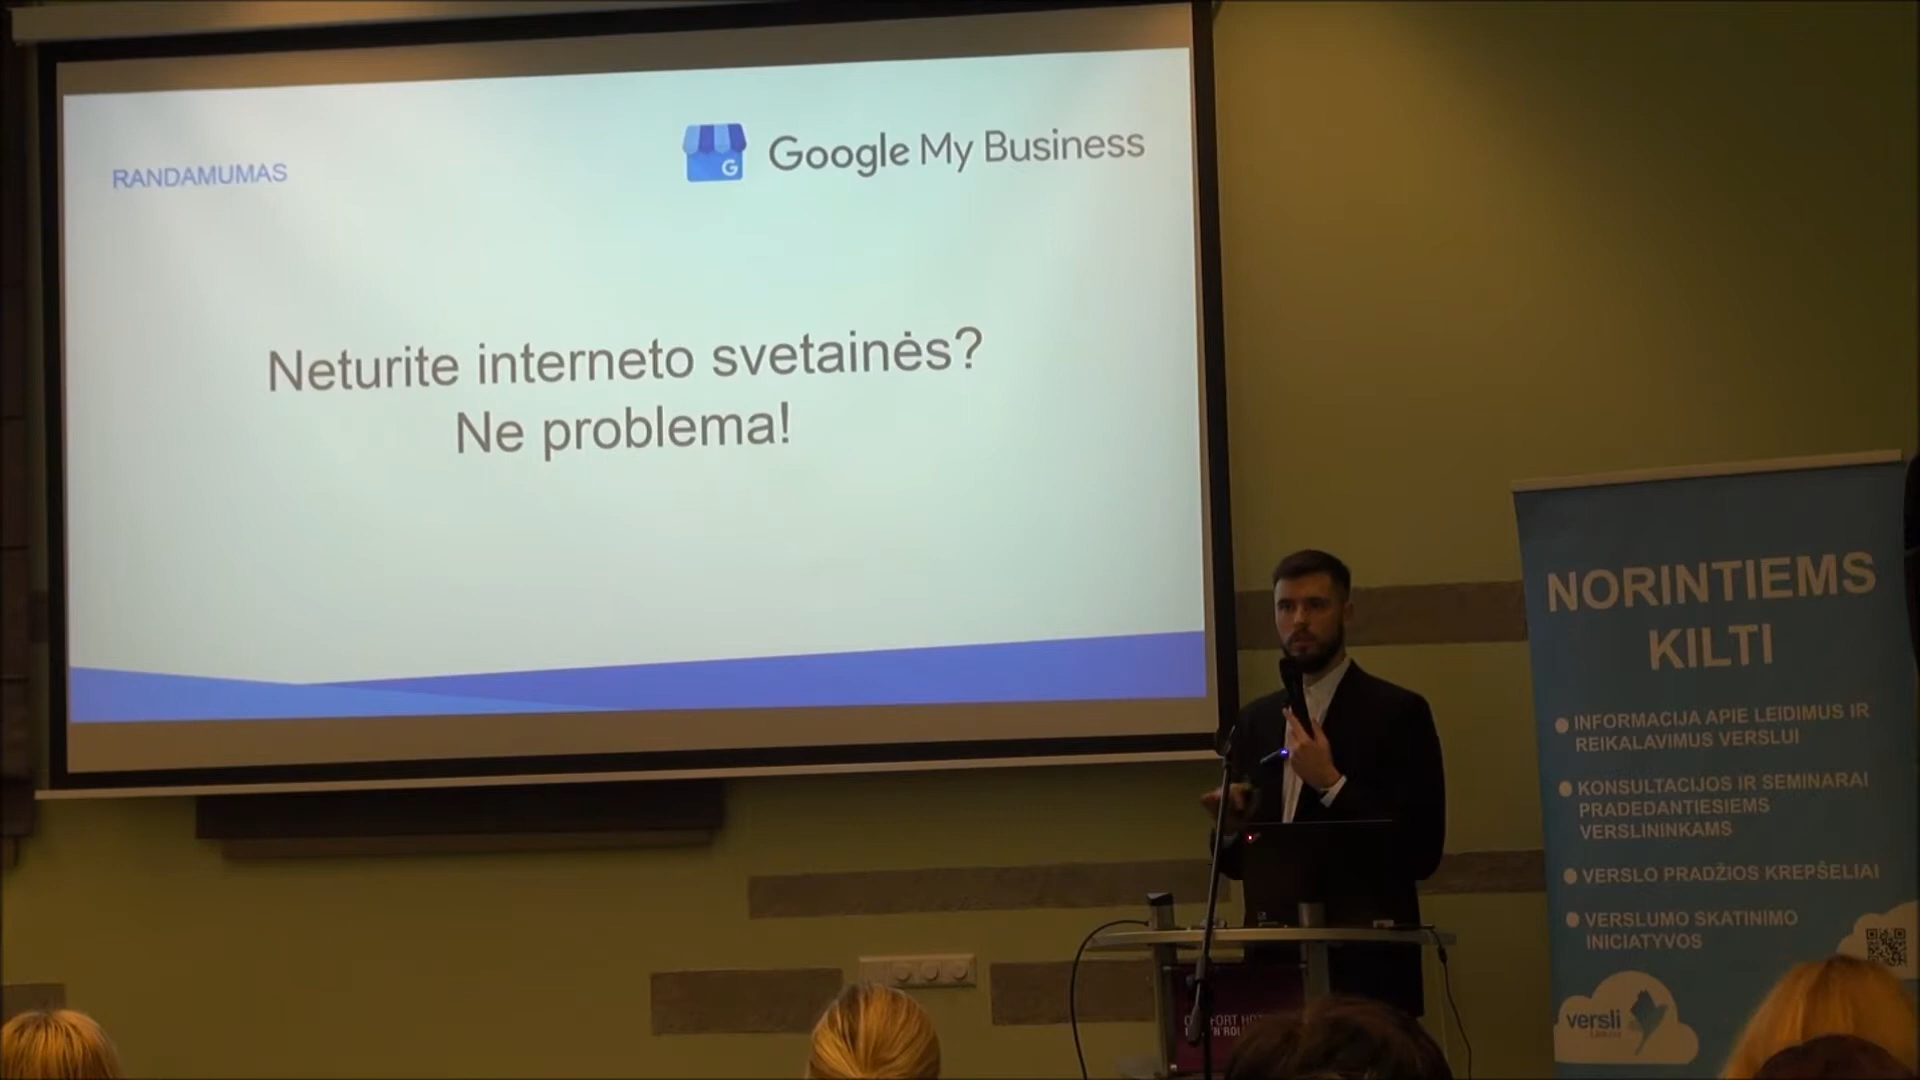 RANDAMUMAS
G
Google My Business
Neturite interneto svetainės?
Ne problema!
NORINTIEMS
KILTI
INFORMACIJA APIE LEIDIMUS IR
REIKALAVIMUS VERSLUI
KONSULTACIJOS IR SEMINARAI
PRADEDANTIESIEMS
VERSLININKAMS
VERSLO PRADŽIOS KREPŠELIAI
VERSLUMO SKATINIMO
INICIATYVOS
versli